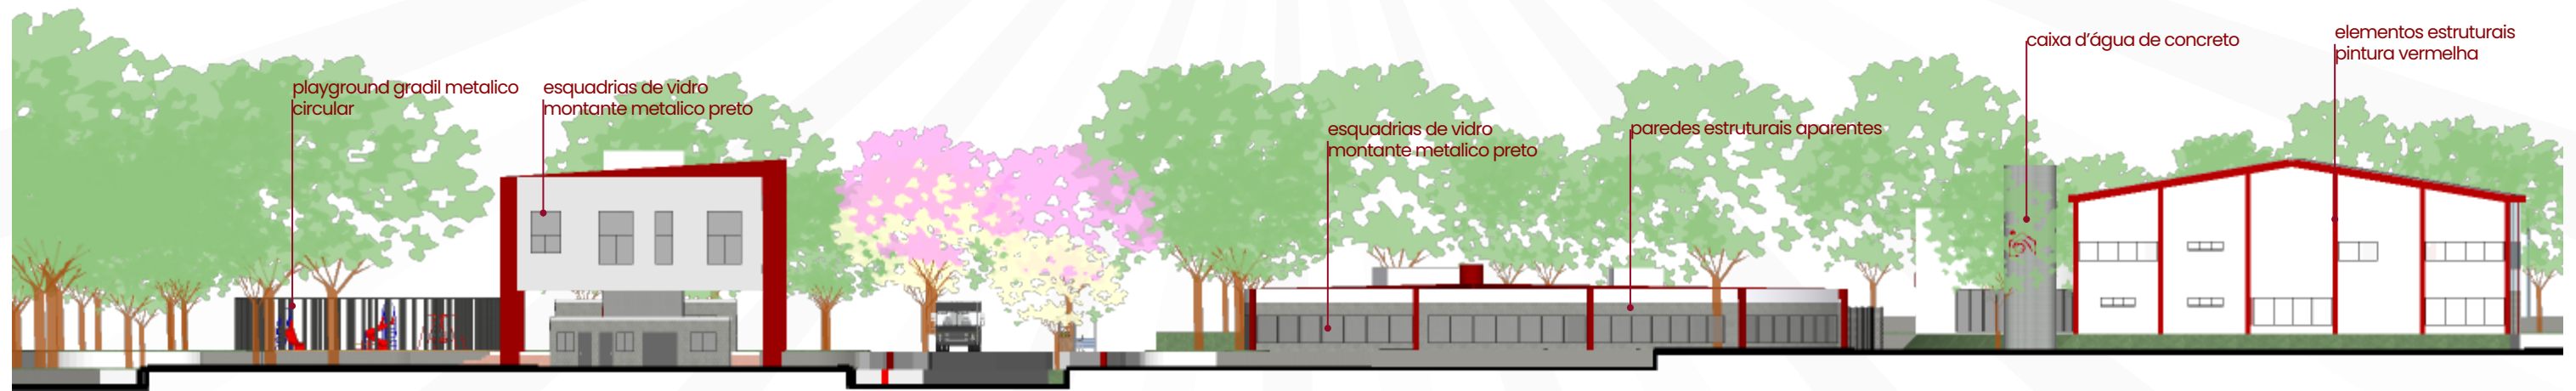 playground gradil metalico
circular
esquadrias de vidro
montante metalico preto
esquadrias de vidro
montante metalico preto
paredes estruturais aparentes
caixa d'água de concreto
elementos estruturais
pintura vermelha